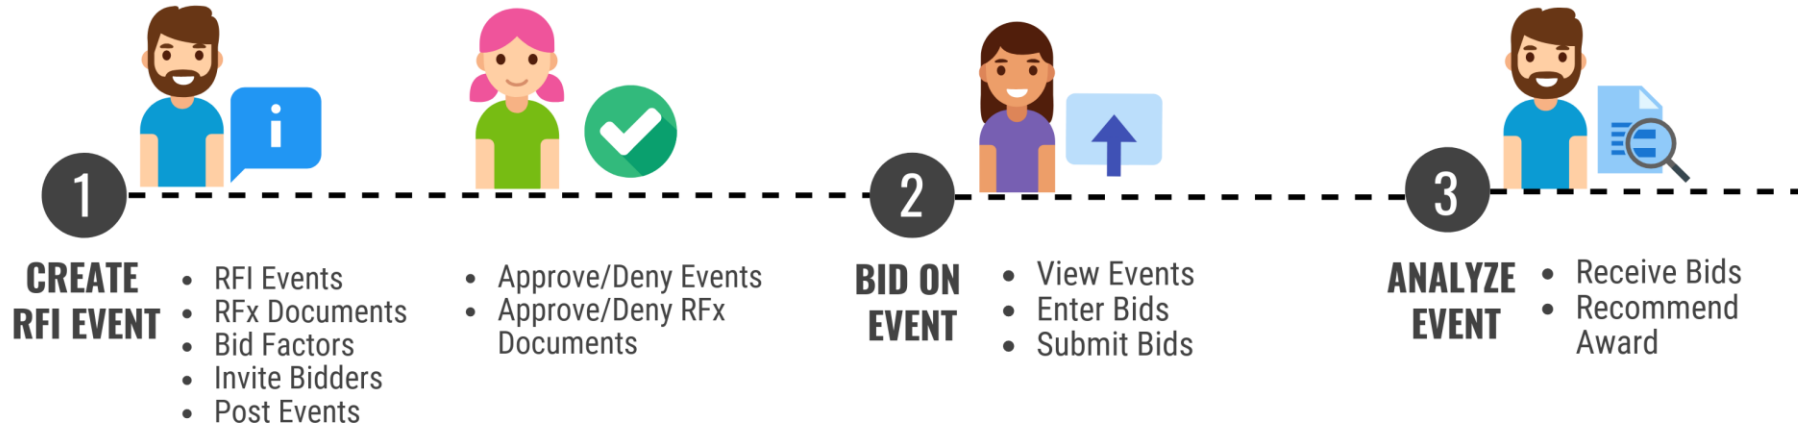 1
CREATE
RFI EVENT
• RFI Events
• RFx Documents
• Bid Factors
• Invite Bidders
• Post Events
• Approve/Deny Events
• Approve/Deny RFx
Documents
2
BID ON
EVENT
• View Events
• Enter Bids
• Submit Bids
3
ANALYZE
EVENT
• Receive Bids
• Recommend
Award